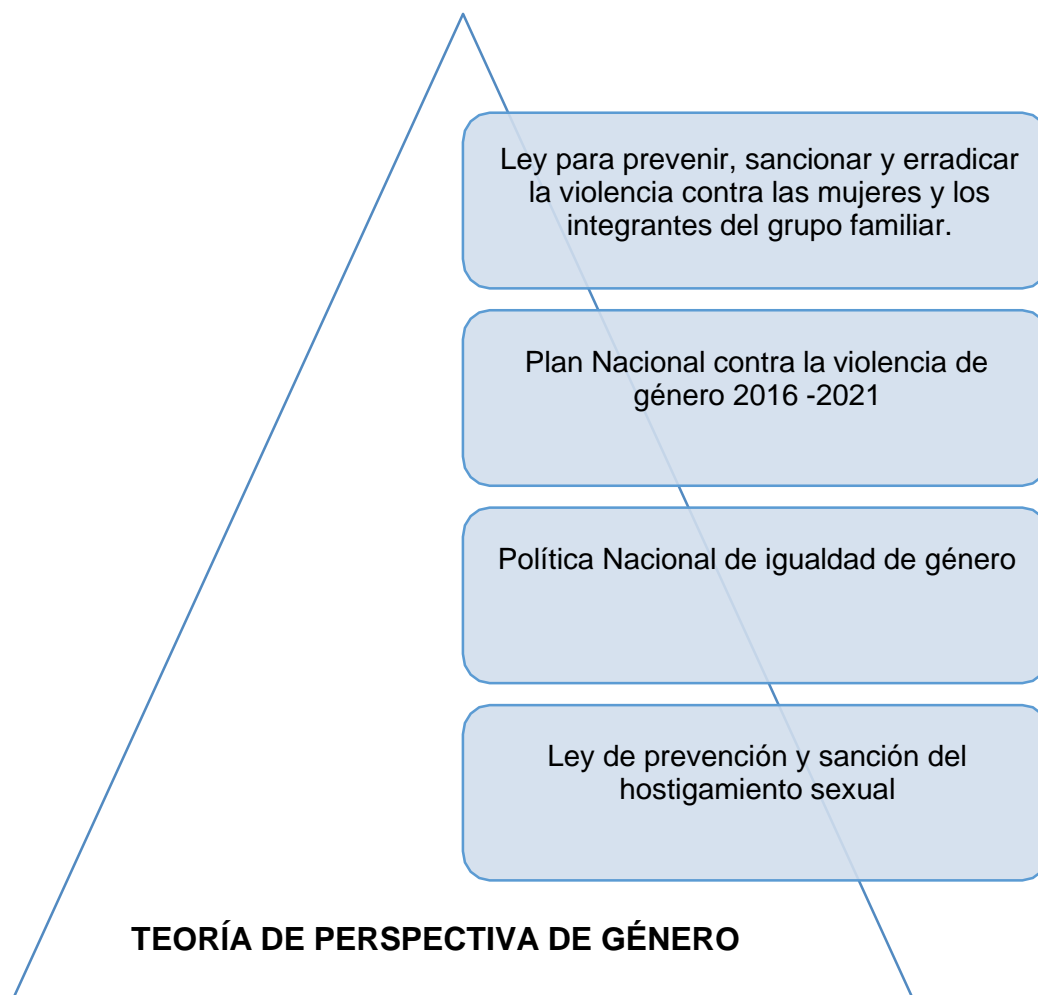 Ley para prevenir, sancionar y erradicar
la violencia contra las mujeres y los
integrantes del grupo familiar.
Plan Nacional contra la violencia de
género 2016 -2021
Política Nacional de igualdad de género
Ley de prevención y sanción del
hostigamiento sexual
TEORÍA DE PERSPECTIVA DE GÉNERO